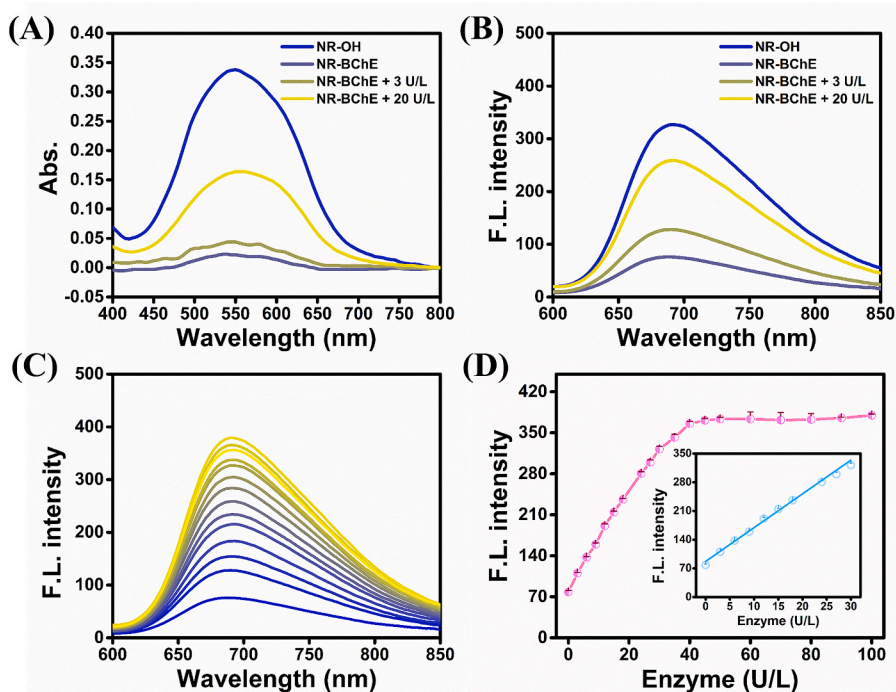 (A)
0.40
0.35
0.30
0.25
0.20
0.15
0.10
0.05
0.00
-0.05
Abs.
NR-OH
NR-BChE
NR-BChE + 3 U/L
NR-BChE + 20 U/L
400 450 500 550 600 650 700 750 800
Wavelength (nm)
(B)
500
400
300
200
100
0
F.L. intensity
NR-OH
NR-BChE
NR-BChE + 3 U/L
NR-BChE + 20 U/L
600 650 700 750 800 850
Wavelength (nm)
(C)
500
400
300
200
100
0
F.L. intensity
600 650 700 750 800 850
Wavelength (nm)
(D)
420
350
280
210
140
70
0
F.L. intensity
0 20 40 60 80 100
Enzyme (U/L)
350
280
210
140
70
0
F.L. intensity
0 5 10 15 20 25 30
Enzyme (U/L)